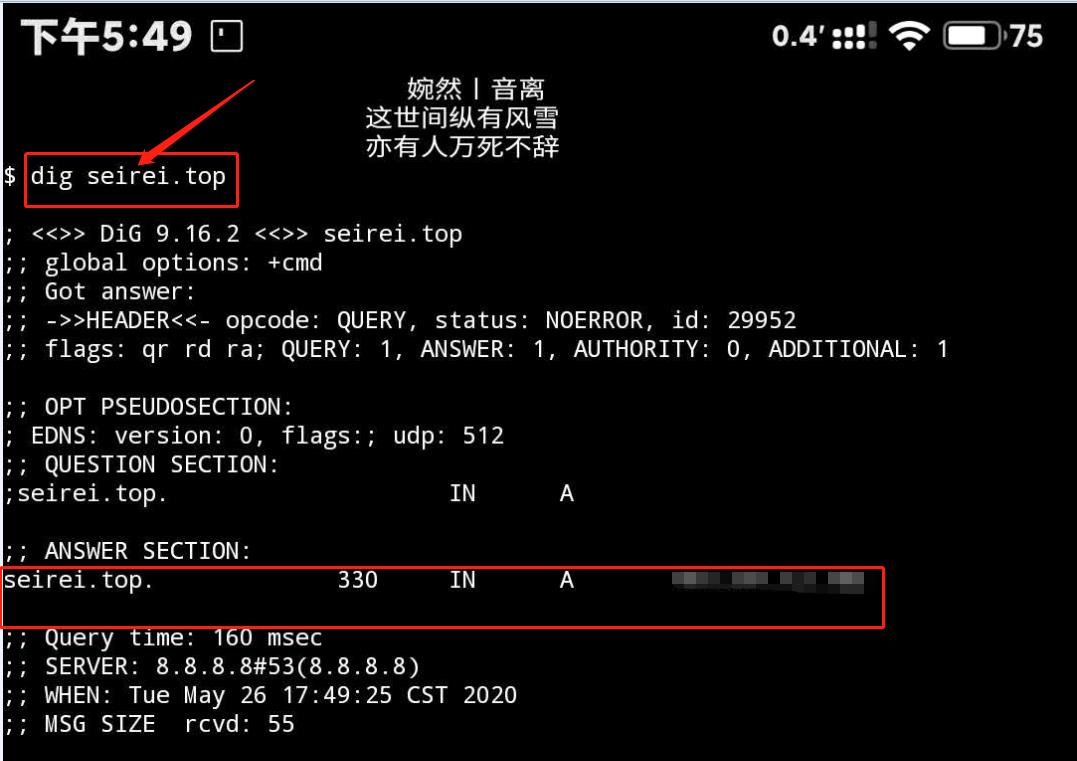 下午5:49 0.4′ 75
婉然丨音离
这世间纵有风雪
亦有人万死不辞
$ dig seirei.top
; <<>> DiG 9.16.2 <<>> seirei.top
;; global options: +cmd
;; Got answer:
;; ->>HEADER<<- opcode: QUERY, status: NOERROR, id: 29952
;; flags: qr rd ra; QUERY: 1, ANSWER: 1, AUTHORITY: 0, ADDITIONAL: 1
;; OPT PSEUDOSECTION:
; EDNS: version: 0, flags:; udp: 512
;; QUESTION SECTION:
;seirei.top. IN A
;; ANSWER SECTION:
seirei.top. 330 IN A
;; Query time: 160 msec
;; SERVER: 8.8.8.8#53(8.8.8.8)
;; WHEN: Tue May 26 17:49:25 CST 2020
;; MSG SIZE rcvd: 55